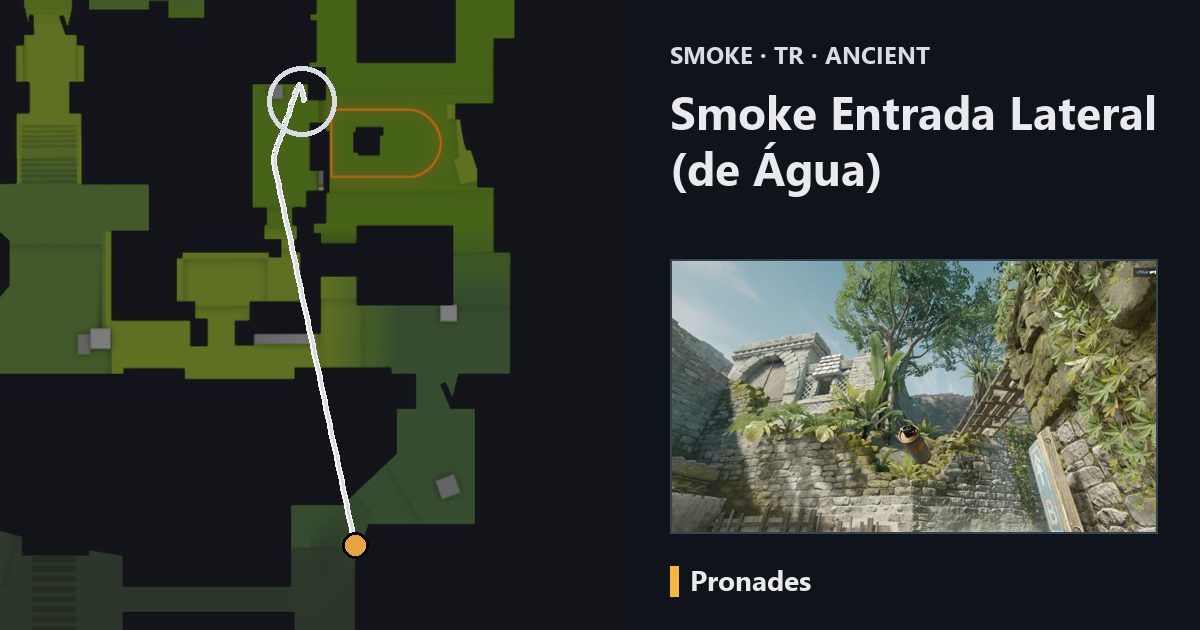 SMOKE · TR · ANCIENT
Smoke Entrada Lateral
(de Água)
Pronades